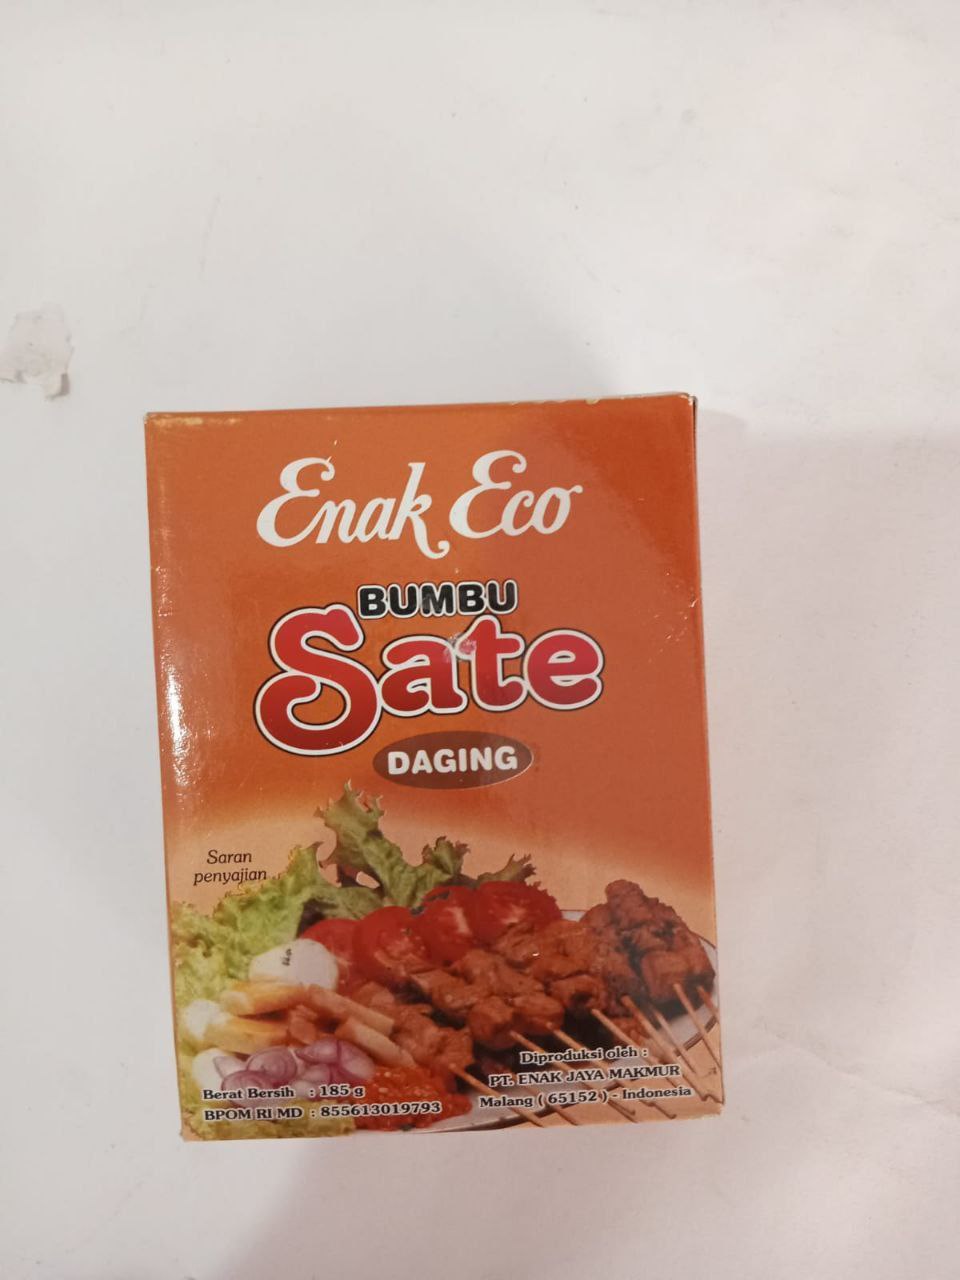 Enak Eco
BUMBU
Sate
DAGING
Saran
penyajian
Berat Bersih : 185 g
BPOM RI MD : 855613019793
Diproduksi oleh :
PT. ENAK JAYA MAKMUR
Malang ( 65152 ) - Indonesia